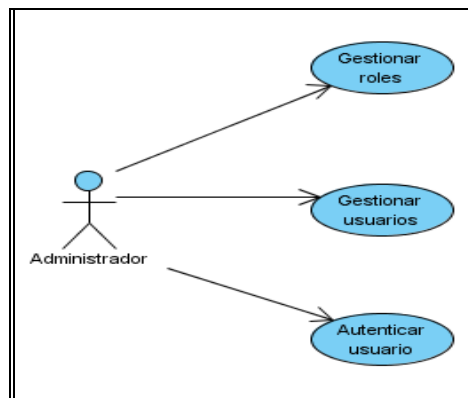 Gestionar
roles
Gestionar
usuarios
Administrador
Autenticar
usuario